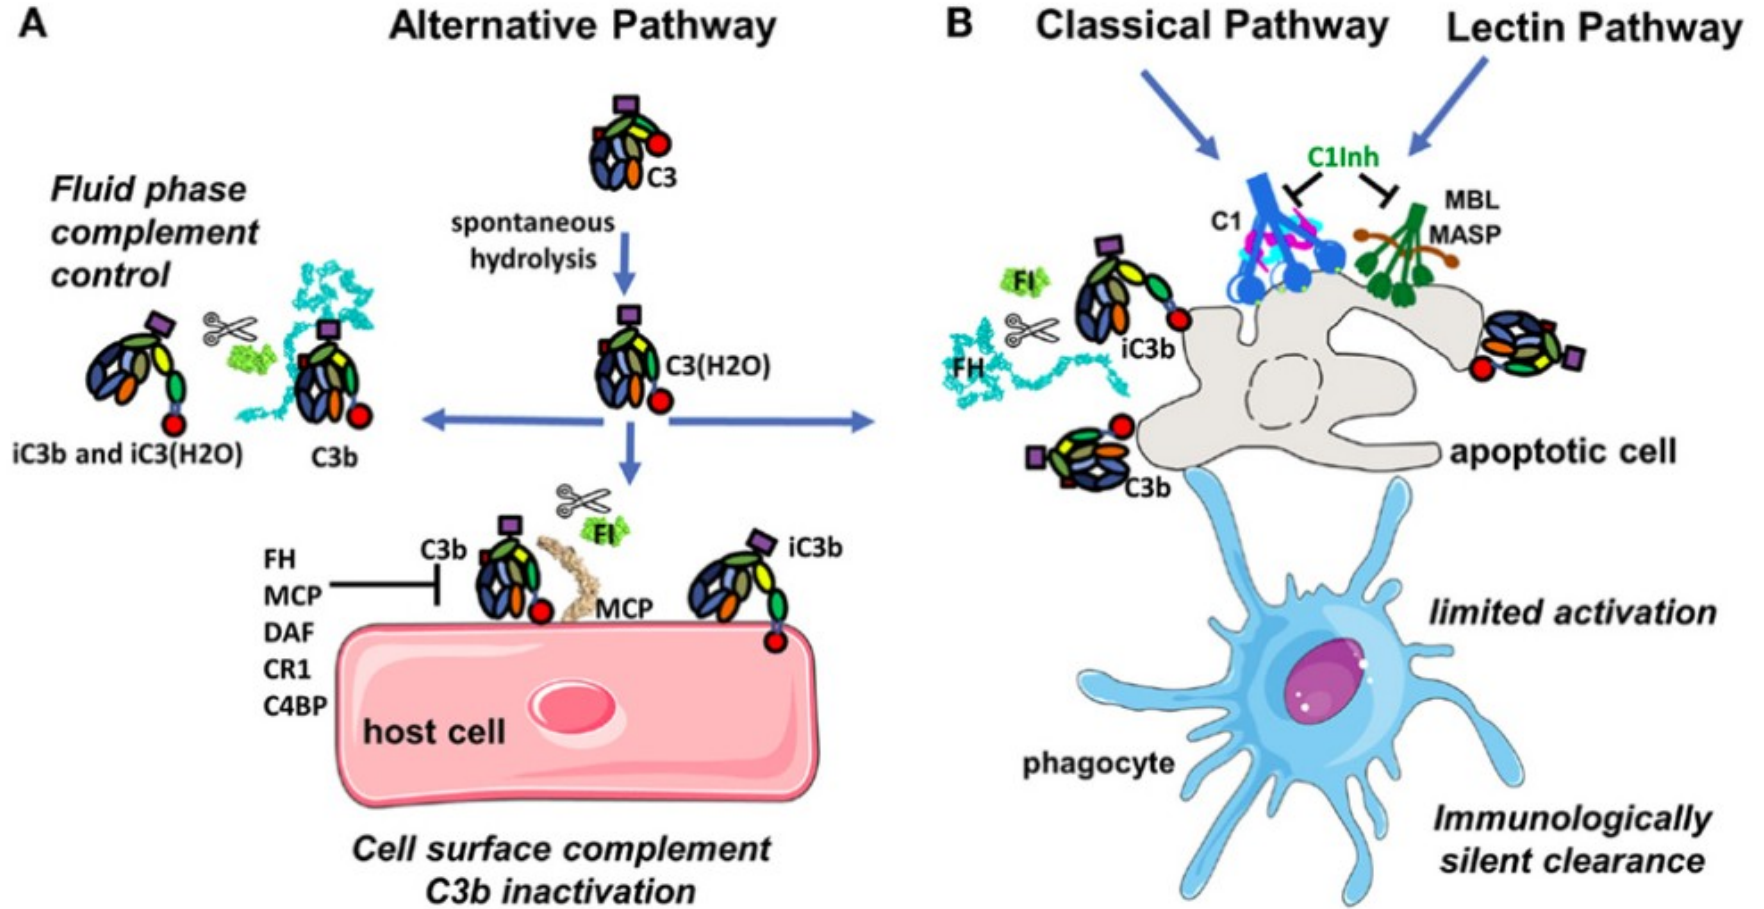 A
Alternative Pathway
C3
Fluid phase
complement
control
spontaneous
hydrolysis
C3(H2O)
iC3b and iC3(H2O)
C3b
FI
C3b
iC3b
FH
MCP
DAF
CR1
C4BP
MCP
host cell
Cell surface complement
C3b inactivation
B
Classical Pathway
Lectin Pathway
C1Inh
C1
MBL
MASP
FI
iC3b
FH
C3b
apoptotic cell
limited activation
phagocyte
Immunologically
silent clearance